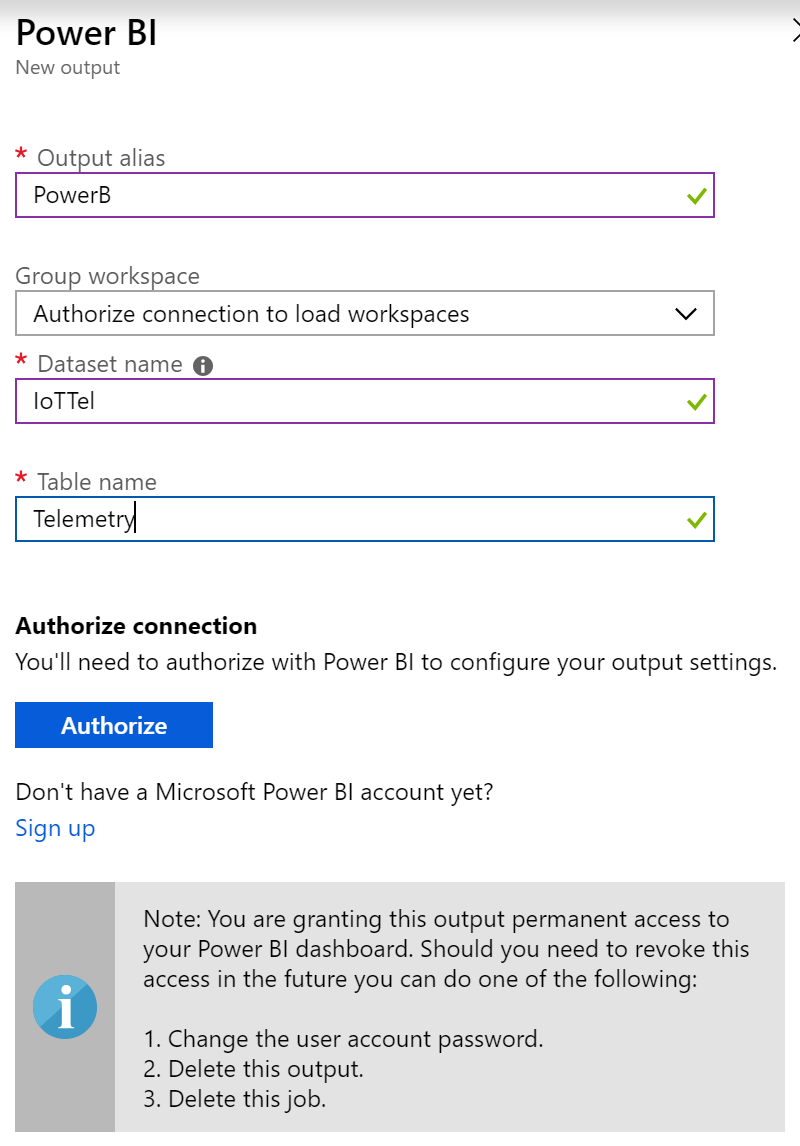 Power BI
New output
* Output alias
PowerB
Group workspace
Authorize connection to load workspaces
* Dataset name
IoTTel
* Table name
Telemetry
Authorize connection
You'll need to authorize with Power BI to configure your output settings.
Authorize
Don't have a Microsoft Power BI account yet?
Sign up
Note: You are granting this output permanent access to
your Power BI dashboard. Should you need to revoke this
access in the future you can do one of the following:
1. Change the user account password.
2. Delete this output.
3. Delete this job.